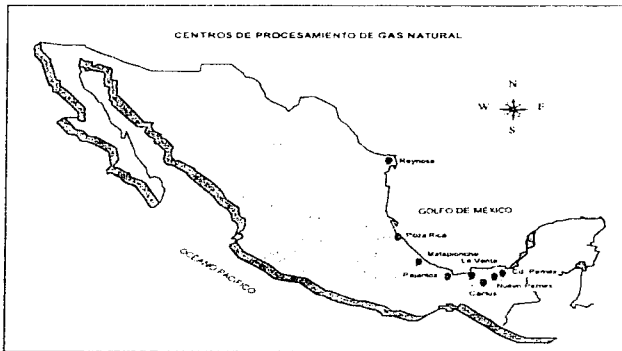 CENTROS DE PROCESAMIENTO DE GAS NATURAL
N
W E
S
Reynosa
GOLFO DE MÉXICO
Poza Rica
Matapionche
La Venta
Pajaritos
Cd. Pemex
Nuevo Pemex
Cactus
OCÉANO PACÍFICO